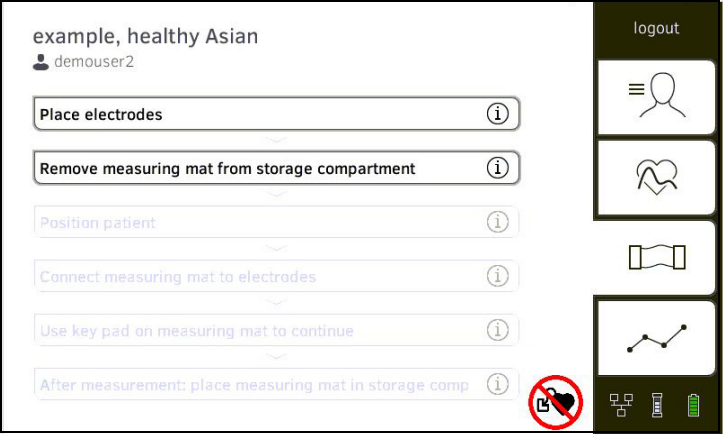 example, healthy Asian
demouser2
Place electrodes
Remove measuring mat from storage compartment
Position patient
Connect measuring mat to electrodes
Use key pad on measuring mat to continue
After measurement: place measuring mat in storage comp
logout